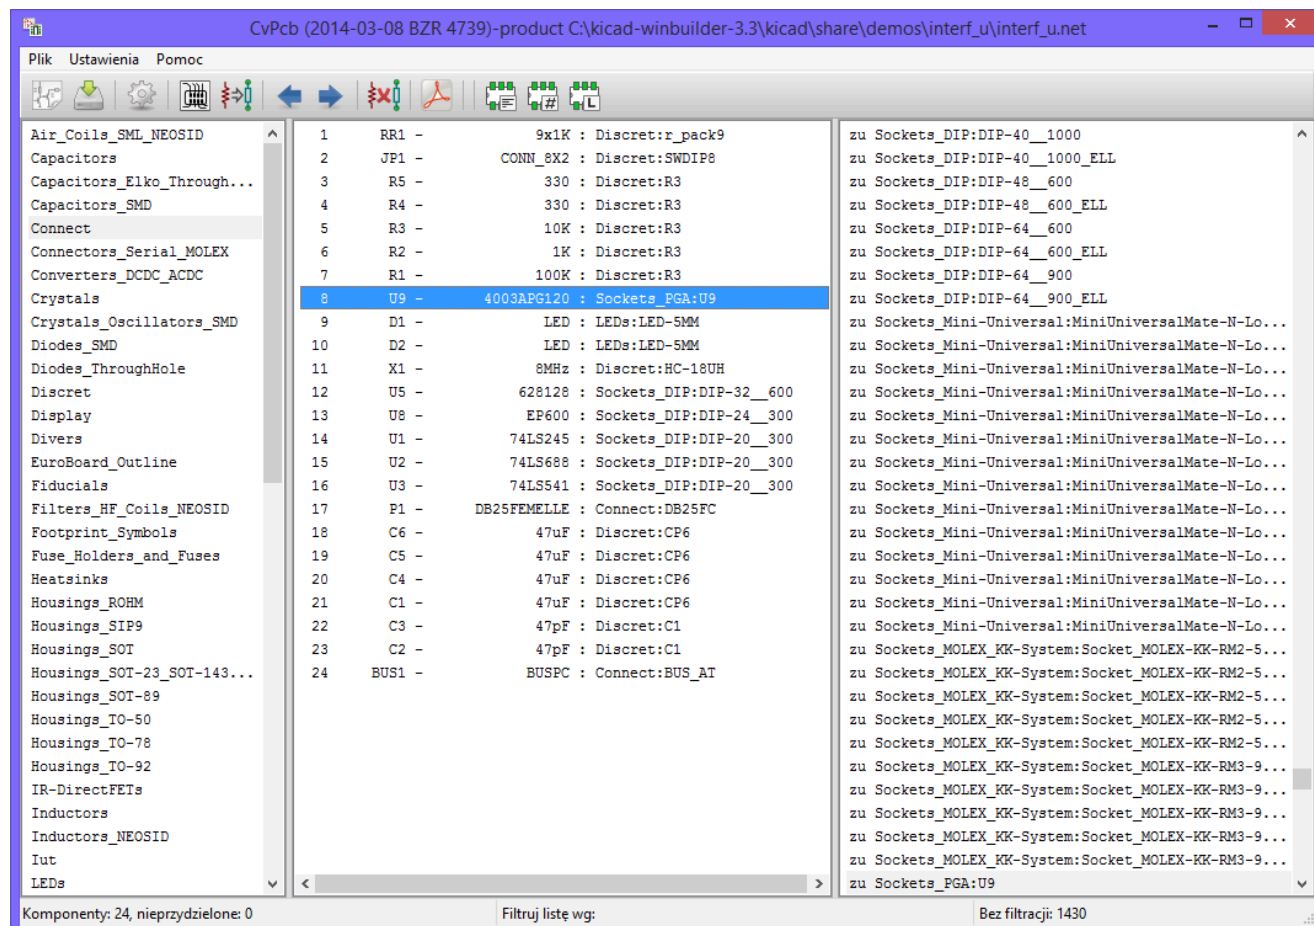 CvPcb (2014-03-08 BZR 4739)-product C:\kicad-winbuilder-3.3\kicad\share\demos\interf_u\interf_u.net
Plik Ustawienia Pomoc
Air_Coils_SML_NEOSID
Capacitors
Capacitors_Elko_Through...
Capacitors_SMD
Connect
Connectors_Serial_MOLEX
Converters_DCDC_ACDC
Crystals
Crystals_Oscillators_SMD
Diodes_SMD
Diodes_ThroughHole
Discret
Display
Divers
EuroBoard_Outline
Fiducials
Filters_HF_Coils_NEOSID
Footprint_Symbols
Fuse_Holders_and_Fuses
Heatsinks
Housings_ROHM
Housings_SIP9
Housings_SOT
Housings_SOT-23_SOT-143...
Housings_SOT-89
Housings_TO-50
Housings_TO-78
Housings_TO-92
IR-DirectFETs
Inductors
Inductors_NEOSID
Iut
LEDs
1 RR1 - 9x1K : Discret:r_pack9
2 JP1 - CONN_8X2 : Discret:SWDIP8
3 R5 - 330 : Discret:R3
4 R4 - 330 : Discret:R3
5 R3 - 10K : Discret:R3
6 R2 - 1K : Discret:R3
7 R1 - 100K : Discret:R3
8 U9 - 4003APG120 : Sockets_PGA:U9
9 D1 - LED : LEDs:LED-5MM
10 D2 - LED : LEDs:LED-5MM
11 X1 - 8MHz : Discret:HC-18UH
12 U5 - 628128 : Sockets_DIP:DIP-32__600
13 U8 - EP600 : Sockets_DIP:DIP-24__300
14 U1 - 74LS245 : Sockets_DIP:DIP-20__300
15 U2 - 74LS688 : Sockets_DIP:DIP-20__300
16 U3 - 74LS541 : Sockets_DIP:DIP-20__300
17 P1 - DB25FEMELLE : Connect:DB25FC
18 C6 - 47uF : Discret:CP6
19 C5 - 47uF : Discret:CP6
20 C4 - 47uF : Discret:CP6
21 C1 - 47uF : Discret:CP6
22 C3 - 47pF : Discret:C1
23 C2 - 47pF : Discret:C1
24 BUS1 - BUSPC : Connect:BUS_AT
zu Sockets_DIP:DIP-40__1000
zu Sockets_DIP:DIP-40__1000_ELL
zu Sockets_DIP:DIP-48__600
zu Sockets_DIP:DIP-48__600_ELL
zu Sockets_DIP:DIP-64__600
zu Sockets_DIP:DIP-64__600_ELL
zu Sockets_DIP:DIP-64__900
zu Sockets_DIP:DIP-64__900_ELL
zu Sockets_Mini-Universal:MiniUniversalMate-N-Lo...
zu Sockets_Mini-Universal:MiniUniversalMate-N-Lo...
zu Sockets_Mini-Universal:MiniUniversalMate-N-Lo...
zu Sockets_Mini-Universal:MiniUniversalMate-N-Lo...
zu Sockets_Mini-Universal:MiniUniversalMate-N-Lo...
zu Sockets_Mini-Universal:MiniUniversalMate-N-Lo...
zu Sockets_Mini-Universal:MiniUniversalMate-N-Lo...
zu Sockets_Mini-Universal:MiniUniversalMate-N-Lo...
zu Sockets_Mini-Universal:MiniUniversalMate-N-Lo...
zu Sockets_Mini-Universal:MiniUniversalMate-N-Lo...
zu Sockets_Mini-Universal:MiniUniversalMate-N-Lo...
zu Sockets_Mini-Universal:MiniUniversalMate-N-Lo...
zu Sockets_Mini-Universal:MiniUniversalMate-N-Lo...
zu Sockets_Mini-Universal:MiniUniversalMate-N-Lo...
zu Sockets_MOLEX_KK-System:Socket_MOLEX-KK-RM2-5...
zu Sockets_MOLEX_KK-System:Socket_MOLEX-KK-RM2-5...
zu Sockets_MOLEX_KK-System:Socket_MOLEX-KK-RM2-5...
zu Sockets_MOLEX_KK-System:Socket_MOLEX-KK-RM2-5...
zu Sockets_MOLEX_KK-System:Socket_MOLEX-KK-RM2-5...
zu Sockets_MOLEX_KK-System:Socket_MOLEX-KK-RM3-9...
zu Sockets_MOLEX_KK-System:Socket_MOLEX-KK-RM3-9...
zu Sockets_MOLEX_KK-System:Socket_MOLEX-KK-RM3-9...
zu Sockets_MOLEX_KK-System:Socket_MOLEX-KK-RM3-9...
zu Sockets_MOLEX_KK-System:Socket_MOLEX-KK-RM3-9...
zu Sockets_PGA:U9
Komponenty: 24, nieprzydzielone: 0 Filtruj listę wg: Bez filtracji: 1430